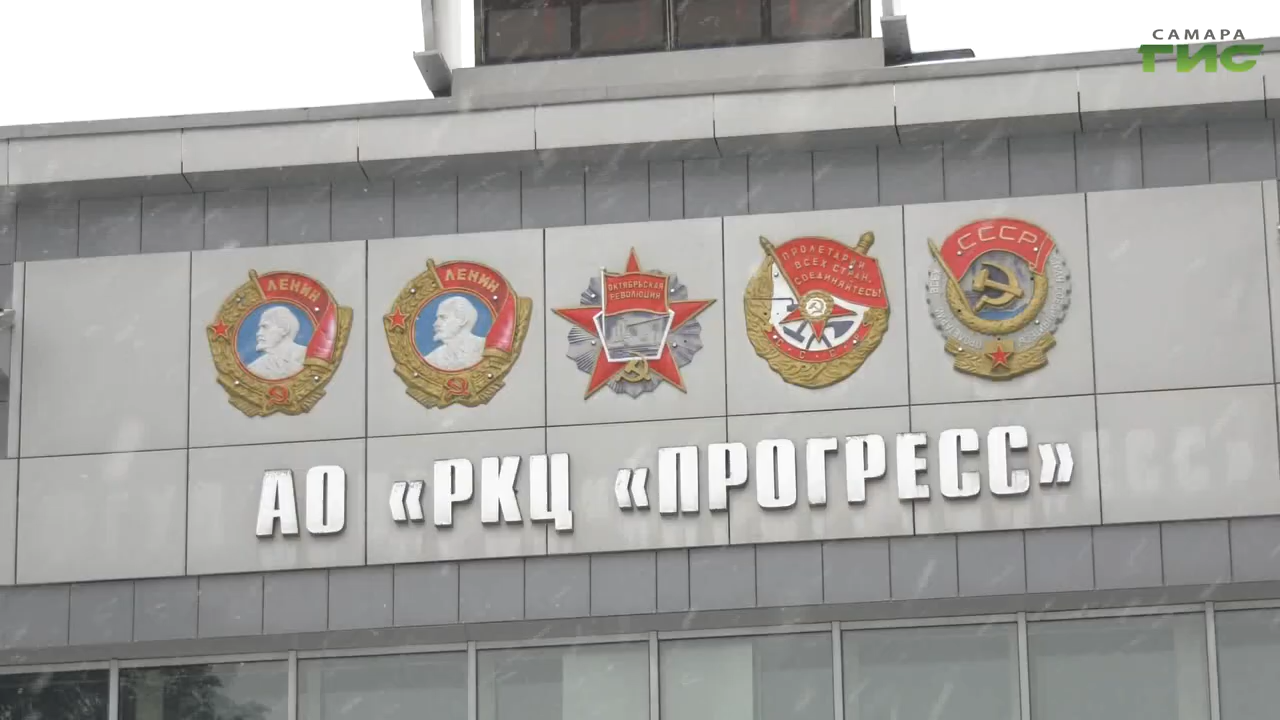 САМАРА
ГИС
ЛЕНИН
ЛЕНИН
ОКТЯБРЬСКАЯ
РЕВОЛЮЦИЯ
ПРОЛЕТАРИИ
ВСЕХ СТРАН,
СОЕДИНЯЙТЕСЬ!
СССР
АО «РКЦ «ПРОГРЕСС»